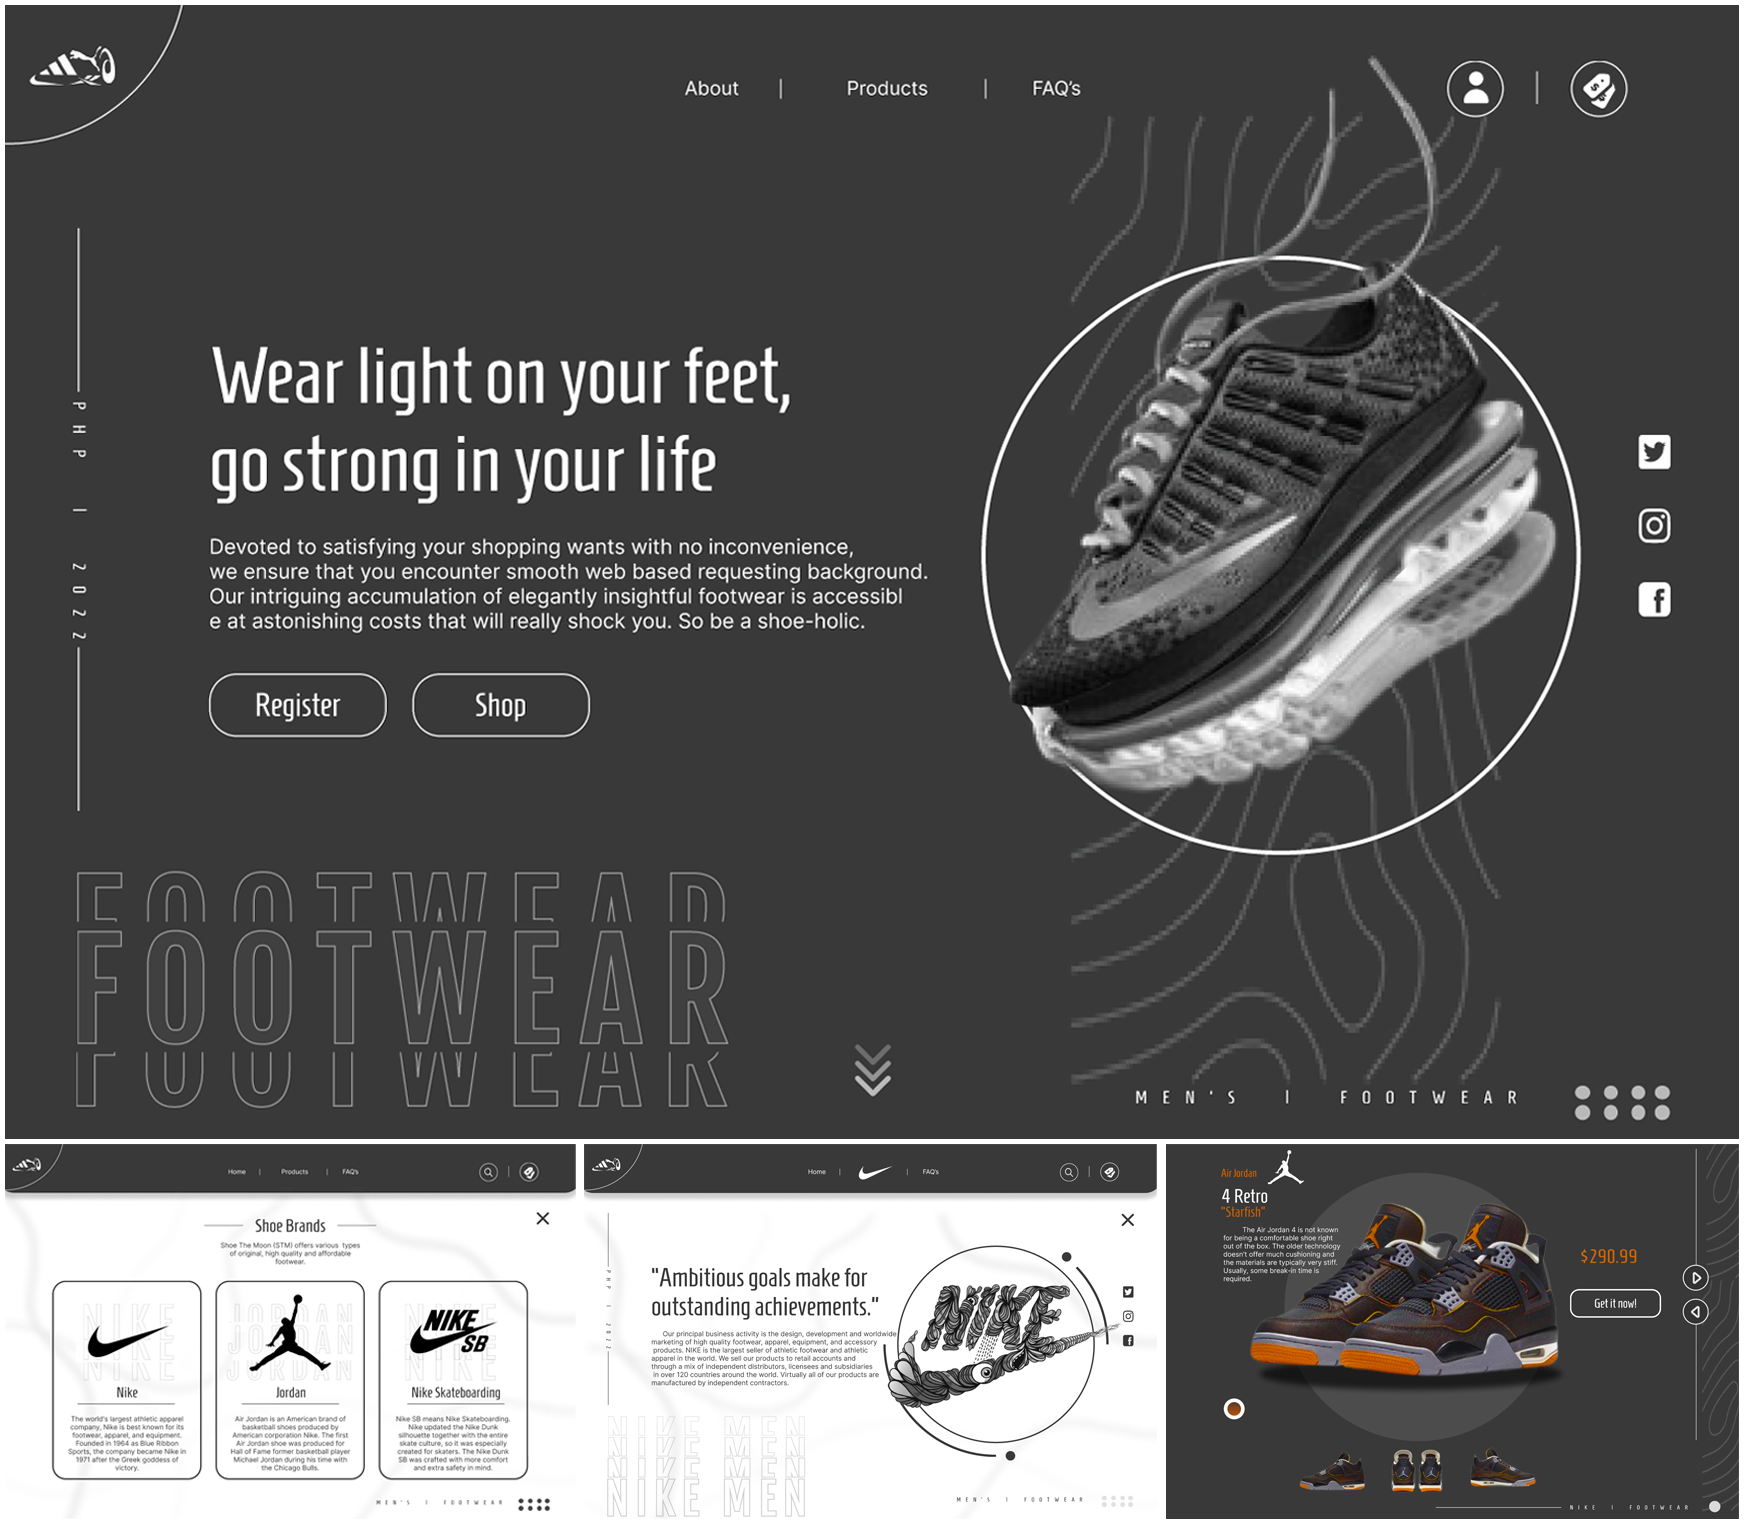 About | Products | FAQ's
PHP | 2022
Wear light on your feet,
go strong in your life
Devoted to satisfying your shopping wants with no inconvenience,
we ensure that you encounter smooth web based requesting background.
Our intriguing accumulation of elegantly insightful footwear is accessibl
e at astonishing costs that will really shock you. So be a shoe-holic.
Register
Shop
FOOTWEAR
FOOTWEAR
FOOTWEAR
MEN'S | FOOTWEAR
Home | Products | FAQ's
Shoe Brands
Shoe The Moon (STM) offers various types
of original, high quality and affordable
footwear.
NIKE
NIKE
NIKE
Nike
The world's largest athletic apparel
company, Nike is best known for its
footwear, apparel, and equipment.
Founded in 1964 as Blue Ribbon
Sports, the company became Nike in
1971 after the Greek goddess of
victory.
JORDAN
JORDAN
JORDAN
Jordan
Air Jordan is an American brand of
basketball shoes produced by
American corporation Nike. The first
Air Jordan shoe was produced for
Hall of Fame former basketball player
Michael Jordan during his time with
the Chicago Bulls.
NIKE
SB
Nike Skateboarding
Nike SB means Nike Skateboarding.
Nike updated the Nike Dunk
silhouette together with the entire
skate culture, so it was especially
created for skaters. The Nike Dunk
SB was crafted with more comfort
and extra safety in mind.
MEN'S | FOOTWEAR
Home | | FAQ's
PHP | 2022
"Ambitious goals make for
outstanding achievements."
Our principal business activity is the design, development and worldwide
marketing of high quality footwear, apparel, equipment, and accessory
products. NIKE is the largest seller of athletic footwear and athletic
apparel in the world. We sell our products to retail accounts and
through a mix of independent distributors, licensees and subsidiaries
in over 120 countries around the world. Virtually all of our products are
manufactured by independent contractors.
NIKE
NIKE MEN
NIKE MEN
NIKE MEN
NIKE MEN
MEN'S | FOOTWEAR
Air Jordan
4 Retro
"Starfish"
The Air Jordan 4 is not known
for being a comfortable shoe right
out of the box. The older technology
doesn't offer much cushioning and
the materials are typically very stiff.
Usually, some break-in time is
required.
$290.99
Get it now!
NIKE | FOOTWEAR